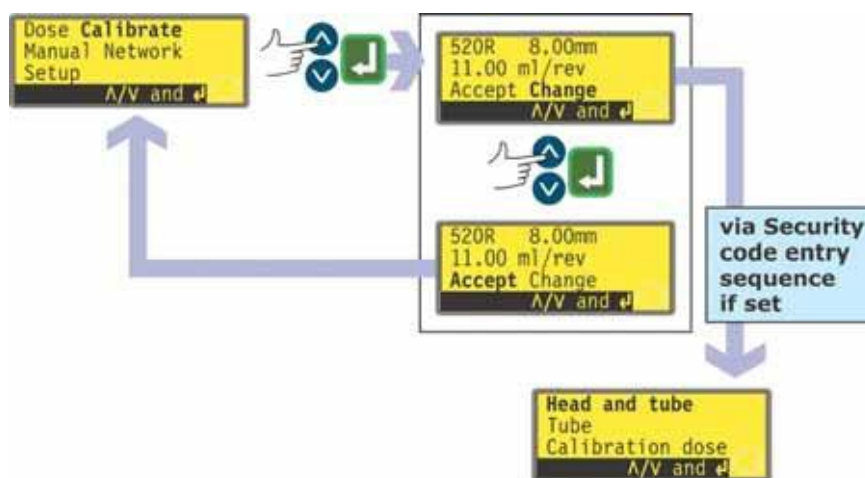 Dose Calibrate
Manual Network
Setup
Λ/V and ↲
520R 8.00mm
11.00 ml/rev
Accept Change
Λ/V and ↲
520R 8.00mm
11.00 ml/rev
Accept Change
Λ/V and ↲
via Security
code entry
sequence
if set
Head and tube
Tube
Calibration dose
Λ/V and ↲